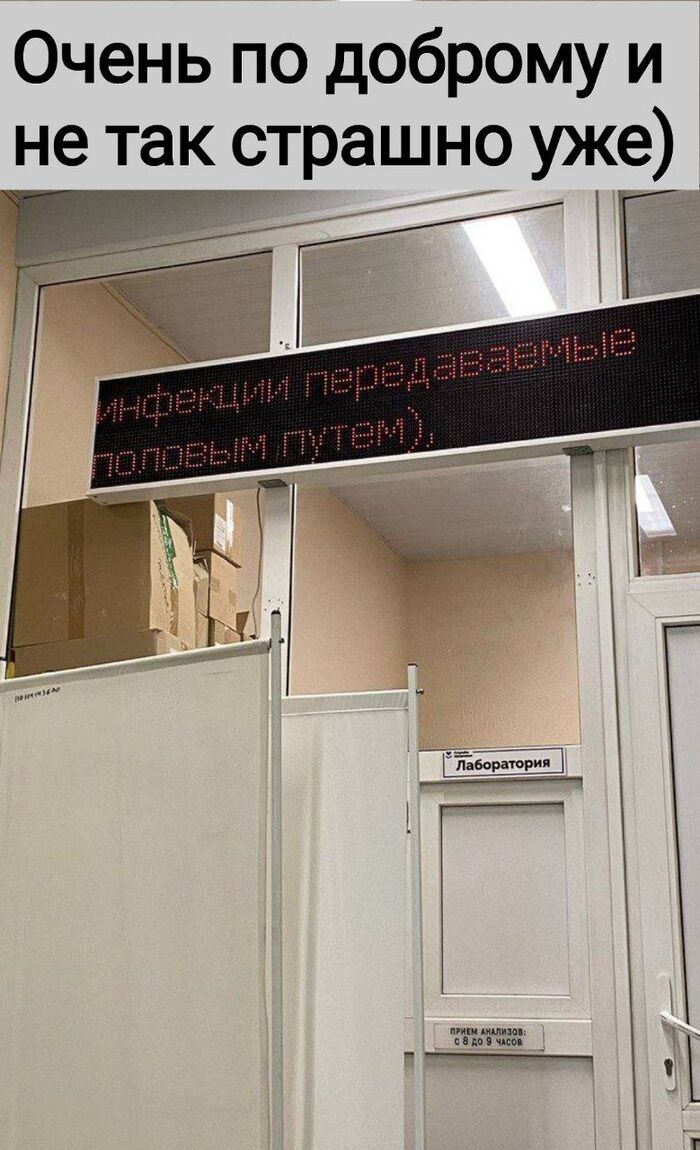 Очень по доброму и
не так страшно уже)
инфекции передаваемые
половым путем),
Лаборатория
ПРИЕМ АНАЛИЗОВ:
с 8 до 9 часов